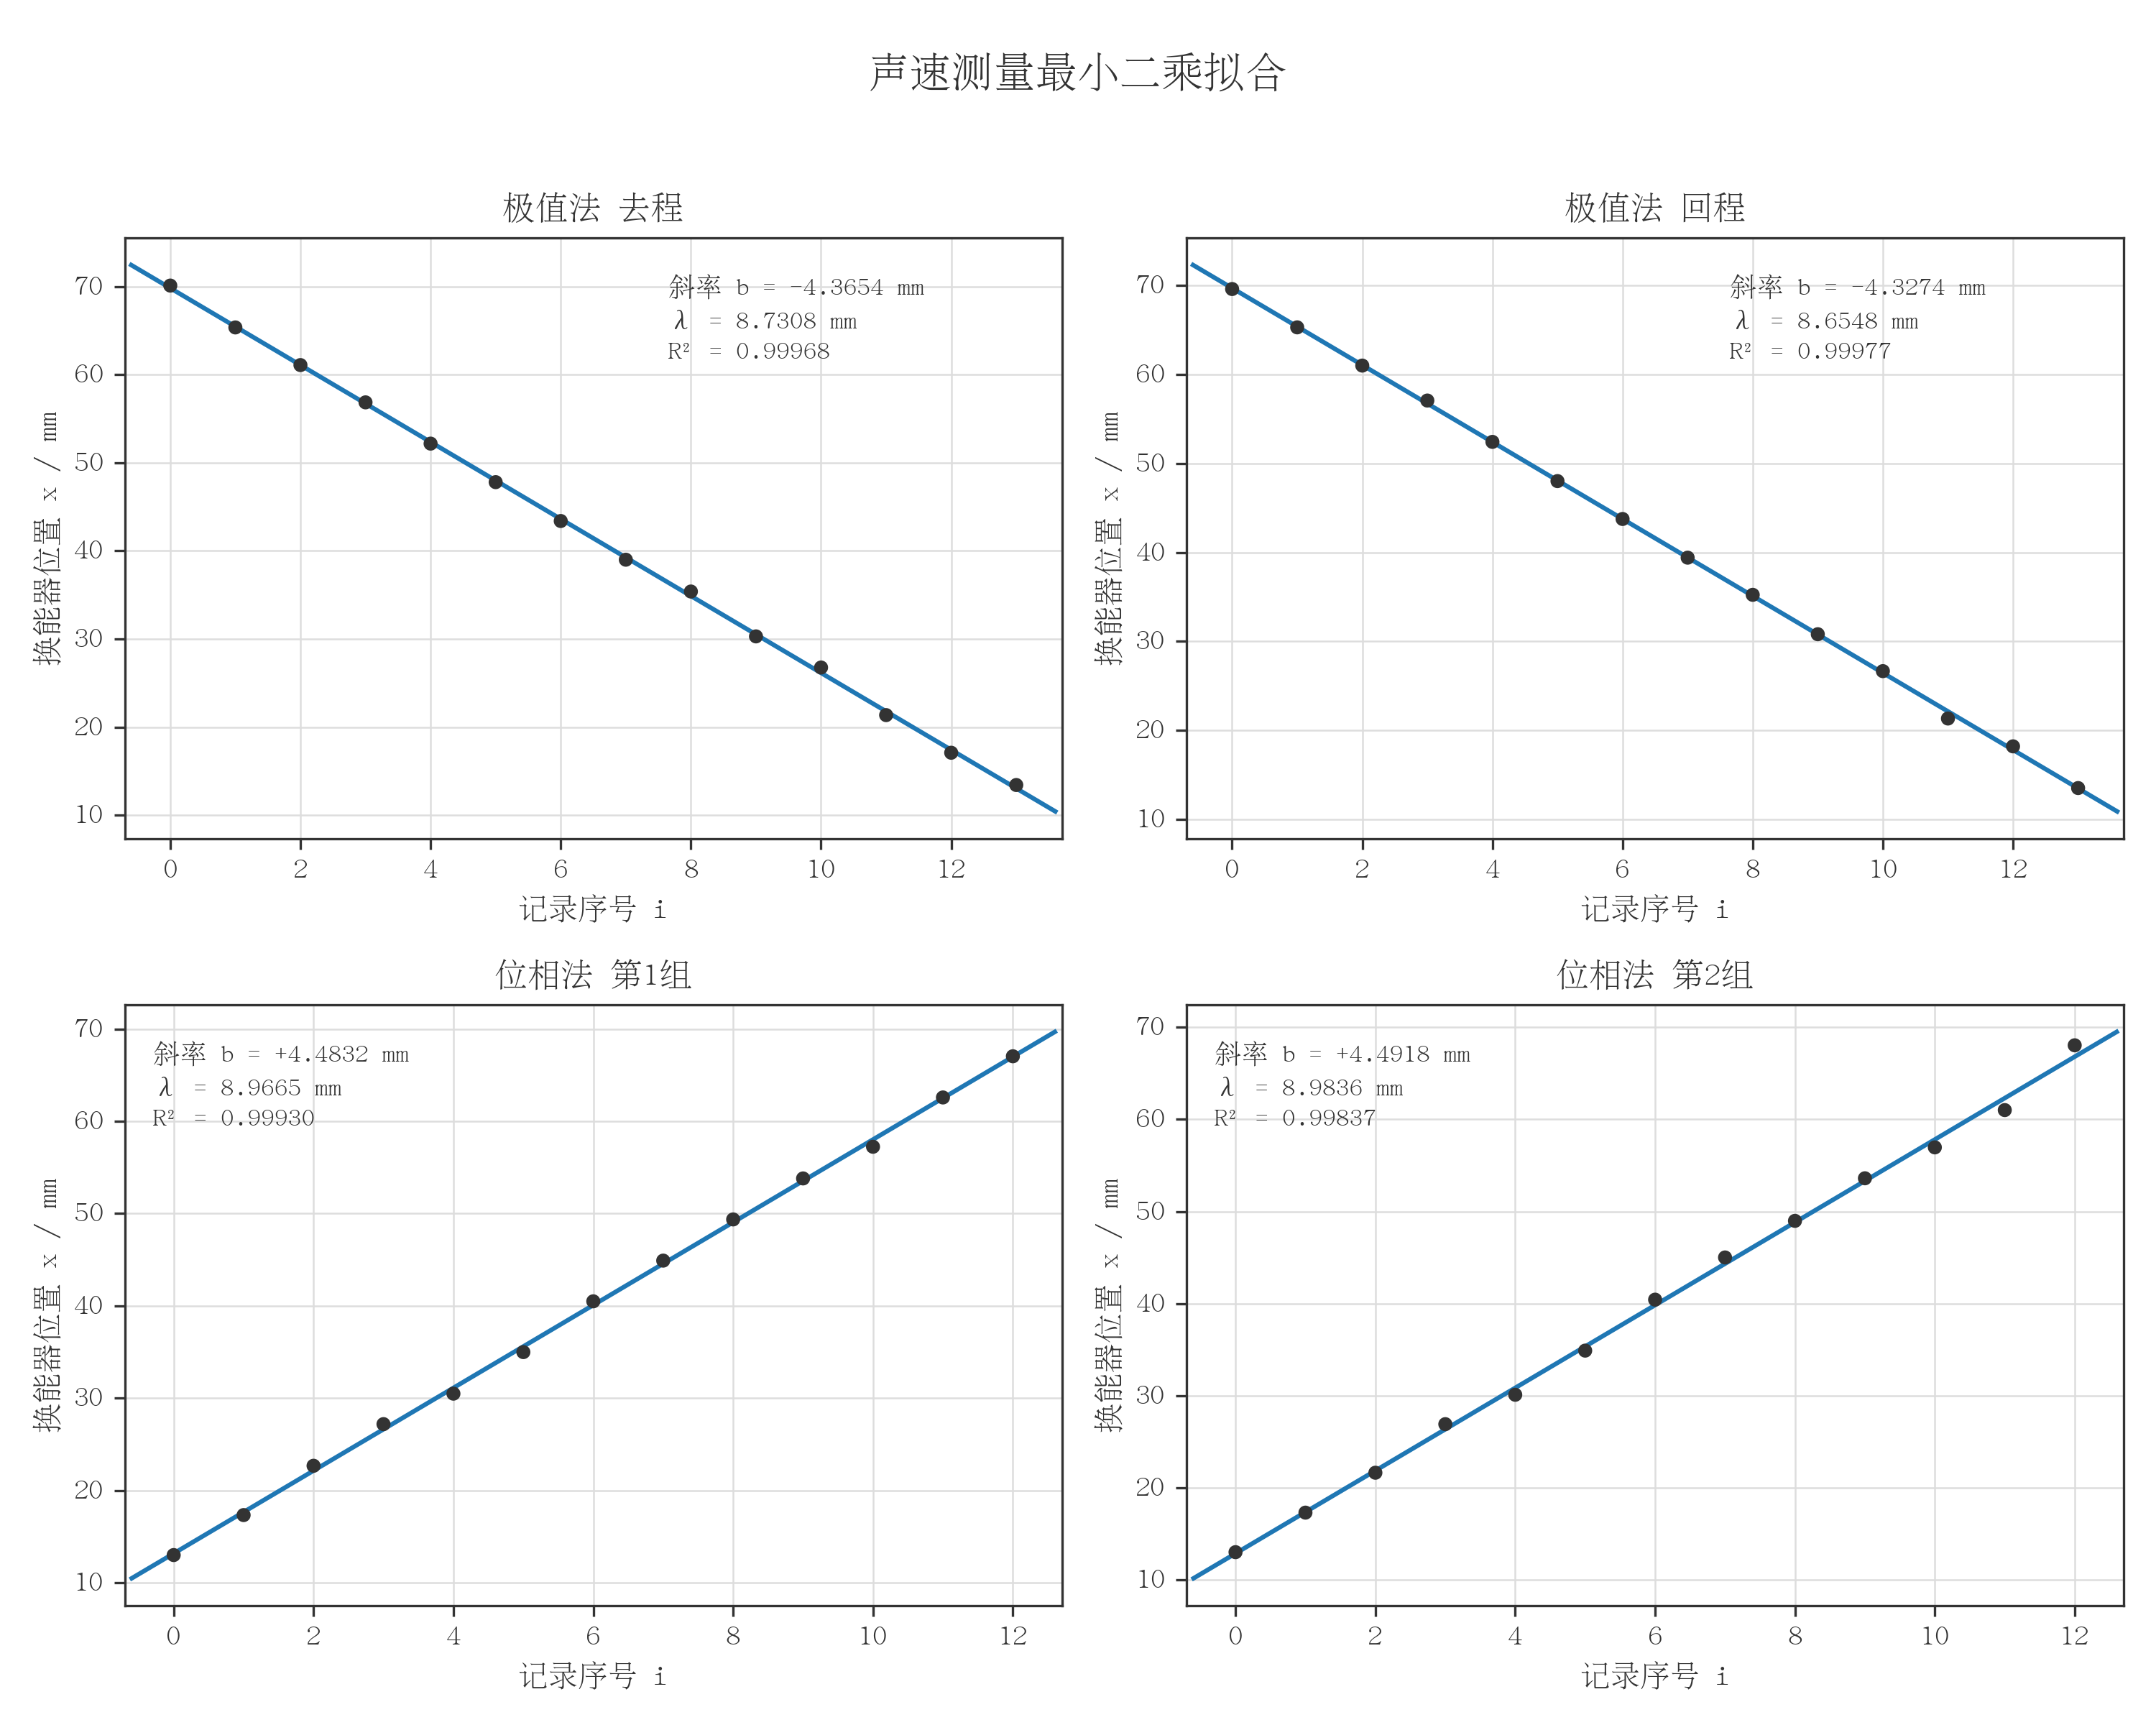 声速测量最小二乘拟合
极值法 去程
换能器位置 x / mm
70
60
50
40
30
20
10
斜率 b = -4.3654 mm
λ = 8.7308 mm
R² = 0.99968
0 2 4 6 8 10 12
记录序号 i
极值法 回程
换能器位置 x / mm
70
60
50
40
30
20
10
斜率 b = -4.3274 mm
λ = 8.6548 mm
R² = 0.99977
0 2 4 6 8 10 12
记录序号 i
位相法 第1组
换能器位置 x / mm
70
60
50
40
30
20
10
斜率 b = +4.4832 mm
λ = 8.9665 mm
R² = 0.99930
0 2 4 6 8 10 12
记录序号 i
位相法 第2组
换能器位置 x / mm
70
60
50
40
30
20
10
斜率 b = +4.4918 mm
λ = 8.9836 mm
R² = 0.99837
0 2 4 6 8 10 12
记录序号 i